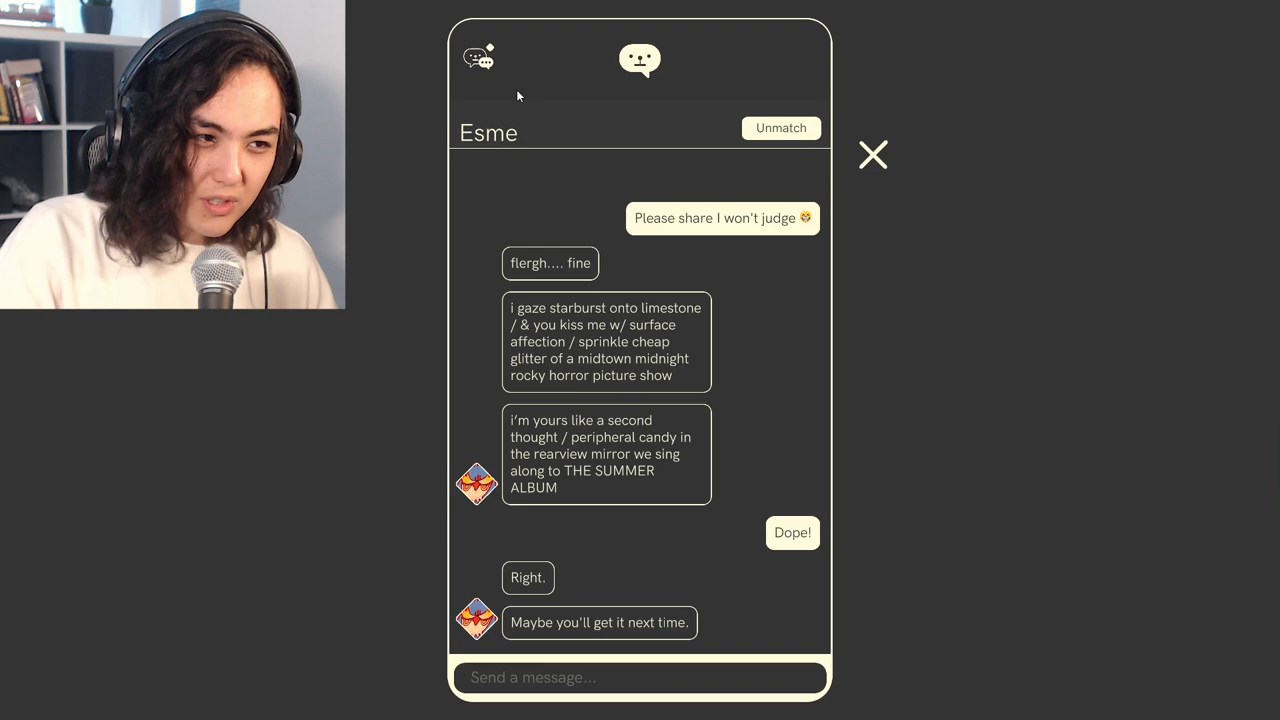 Esme
Unmatch
Please share I won't judge 😁
flergh.... fine
i gaze starburst onto limestone
/ & you kiss me w/ surface
affection / sprinkle cheap
glitter of a midtown midnight
rocky horror picture show
i’m yours like a second
thought / peripheral candy in
the rearview mirror we sing
along to THE SUMMER
ALBUM
Dope!
Right.
Maybe you'll get it next time.
Send a message...